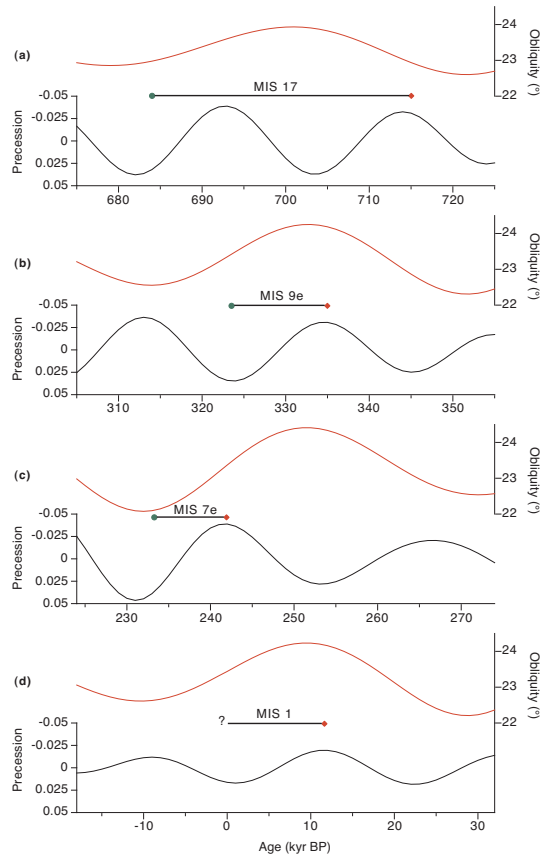 24
(a)
23
Obliquity (°)
MIS 17
22
-0.05
-0.025
0
0.025
0.05
Precession
680 690 700 710 720
24
(b)
23
Obliquity (°)
MIS 9e
22
-0.05
-0.025
0
0.025
0.05
Precession
310 320 330 340 350
24
(c)
23
Obliquity (°)
MIS 7e
22
-0.05
-0.025
0
0.025
0.05
Precession
230 240 250 260 270
24
(d)
23
Obliquity (°)
? MIS 1
22
-0.05
-0.025
0
0.025
0.05
Precession
-10 0 10 20 30
Age (kyr BP)